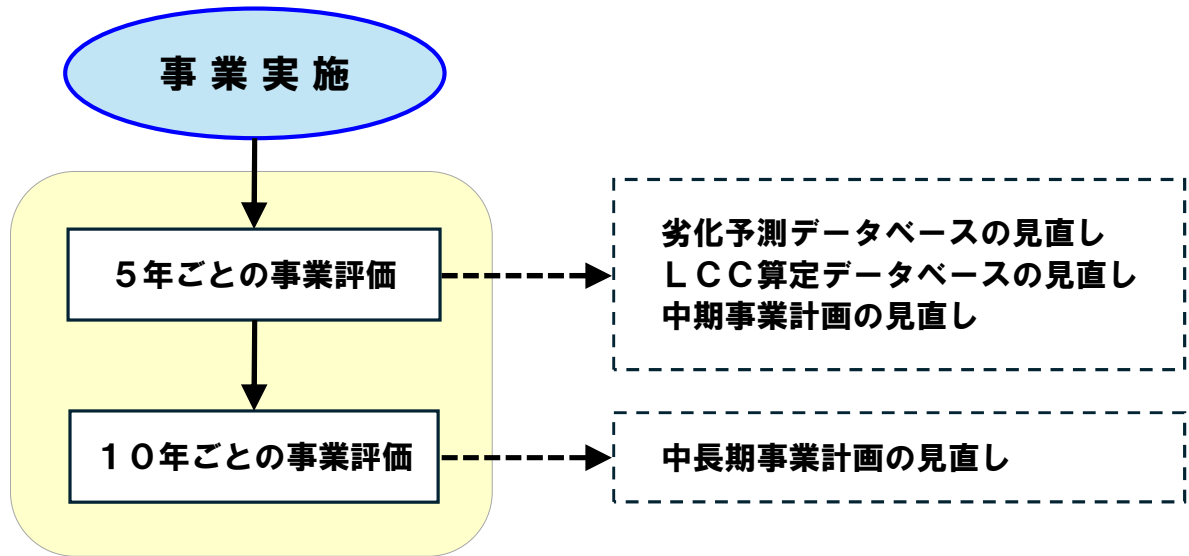 事業実施
５年ごとの事業評価
劣化予測データベースの見直し
ＬＣＣ算定データベースの見直し
中期事業計画の見直し
１０年ごとの事業評価
中長期事業計画の見直し